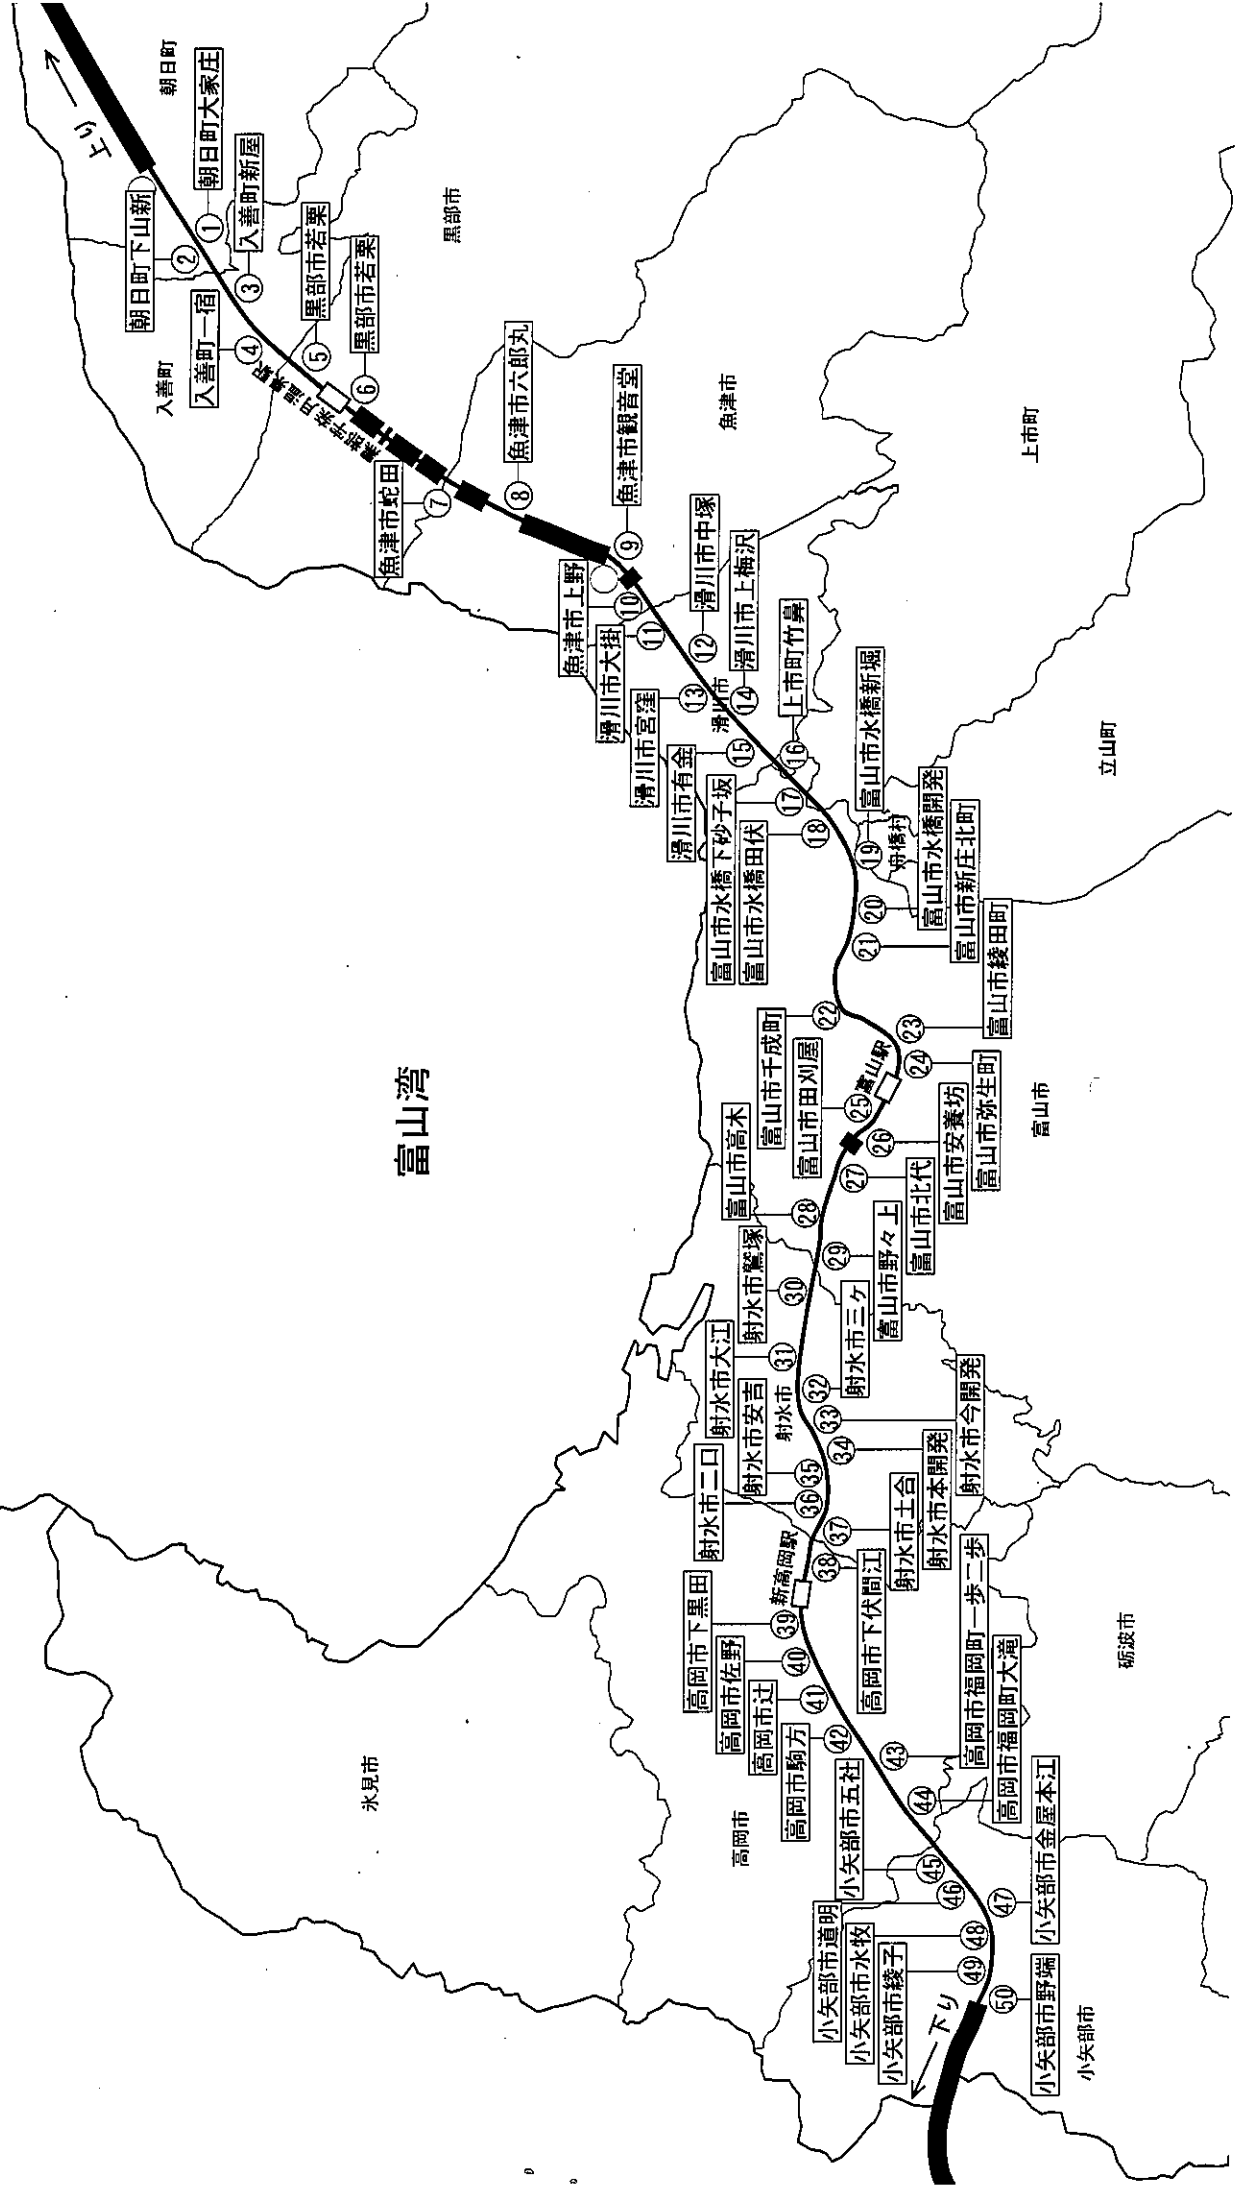 富山湾
上り
下り
朝日町
入善町
黒部市
魚津市
滑川市
上市町
舟橋村
立山町
富山市
射水市
高岡市
氷見市
砺波市
小矢部市
黒部宇奈月温泉駅
富山駅
新高岡駅
① 朝日町大家庄
② 朝日町下山新
③ 入善町新屋
④ 入善町一宿
⑤ 黒部市若栗
⑥ 黒部市若栗
⑦ 魚津市蛇田
⑧ 魚津市六郎丸
⑨ 魚津市観音堂
⑩ 魚津市上野
⑪ 滑川市大掛
⑫ 滑川市中塚
⑬ 滑川市宮窪
⑭ 滑川市上梅沢
⑮ 滑川市有金
⑯ 上市町竹鼻
⑰ 富山市水橋下砂子坂
⑱ 富山市水橋田伏
⑲ 富山市水橋新堀
⑳ 富山市水橋開発
㉑ 富山市新庄北町
㉒ 富山市千成町
㉓ 富山市綾田町
㉔ 富山市弥生町
㉕ 富山市田刈屋
㉖ 富山市安養坊
㉗ 富山市北代
㉘ 富山市高木
㉙ 富山市野々上
㉚ 射水市鷲塚
㉛ 射水市大江
㉜ 射水市三ケ
㉝ 射水市今開発
㉞ 射水市本開発
㉟ 射水市安吉
㊱ 射水市二口
㊲ 射水市土合
㊳ 高岡市下伏間江
㊴ 高岡市下黒田
㊵ 高岡市佐野
㊶ 高岡市辻
㊷ 高岡市駒方
㊸ 高岡市福岡町一歩二歩
㊹ 高岡市福岡町大滝
㊺ 小矢部市五社
㊻ 小矢部市道明
㊼ 小矢部市金屋本江
㊽ 小矢部市水牧
㊾ 小矢部市綾子
㊿ 小矢部市野端